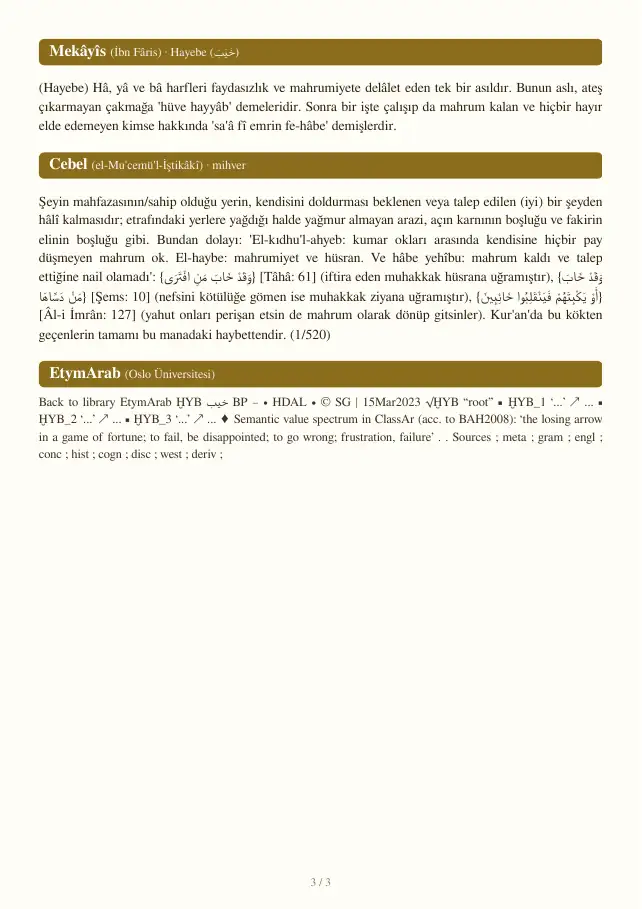 Mekâyîs (İbn Fâris) · Hayebe (خَيَبَ)
(Hayebe) Hâ, yâ ve bâ harfleri faydasızlık ve mahrumiyete delâlet eden tek bir asıldır. Bunun aslı, ateş
çıkarmayan çakmağa 'hüve hayyâb' demeleridir. Sonra bir işte çalışıp da mahrum kalan ve hiçbir hayır
elde edemeyen kimse hakkında 'sa'â fî emrin fe-hâbe' demişlerdir.
Cebel (el-Mu'cemü'l-İştikâkî) · mihver
Şeyin mahfazasının/sahip olduğu yerin, kendisini doldurması beklenen veya talep edilen (iyi) bir şeyden
hâlî kalmasıdır; etrafındaki yerlere yağdığı halde yağmur almayan arazi, açın karnının boşluğu ve fakirin
elinin boşluğu gibi. Bundan dolayı: 'El-kıdhu'l-ahyeb: kumar okları arasında kendisine hiçbir pay
düşmeyen mahrum ok. El-haybe: mahrumiyet ve hüsran. Ve hâbe yehîbu: mahrum kaldı ve talep
ettiğine nail olamadı': {وَقَدْ خَابَ مَنِ افْتَرَى} [Tâhâ: 61] (iftira eden muhakkak hüsrana uğramıştır), {وَقَدْ خَابَ
مَنْ دَسَّاهَا} [Şems: 10] (nefsini kötülüğe gömen ise muhakkak ziyana uğramıştır), {أَوْ يَكْبِتَهُمْ فَيَنْقَلِبُوا خَائِبِينَ}
[Âl-i İmrân: 127] (yahut onları perişan etsin de mahrum olarak dönüp gitsinler). Kur'an'da bu kökten
geçenlerin tamamı bu manadaki haybettendir. (1/520)
EtymArab (Oslo Üniversitesi)
Back to library EtymArab ḪYB خيب BP – • HDAL • © SG | 15Mar2023 √ḪYB “root” ▪ ḪYB_1 ‘...’ ↗ ... ▪
ḪYB_2 ‘...’ ↗ ... ▪ ḪYB_3 ‘...’ ↗ ... ♦ Semantic value spectrum in ClassAr (acc. to BAH2008): ‘the losing arrow
in a game of fortune; to fail, be disappointed; to go wrong; frustration, failure’ . . Sources ; meta ; gram ; engl ;
conc ; hist ; cogn ; disc ; west ; deriv ;
3 / 3